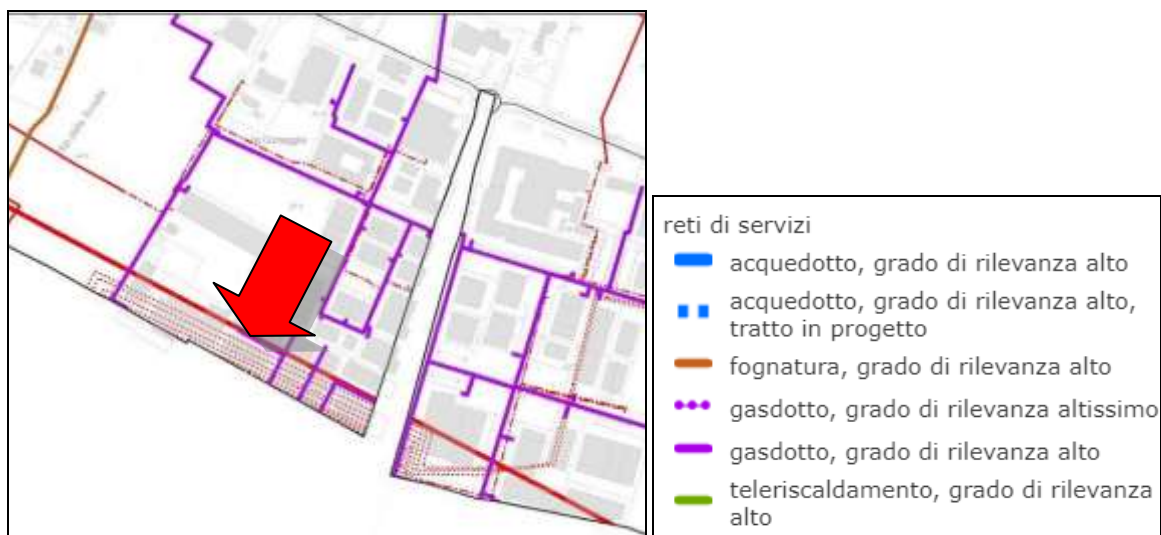 reti di servizi
acquedotto, grado di rilevanza alto
acquedotto, grado di rilevanza alto,
tratto in progetto
fognatura, grado di rilevanza alto
gasdotto, grado di rilevanza altissimo
gasdotto, grado di rilevanza alto
teleriscaldamento, grado di rilevanza
alto